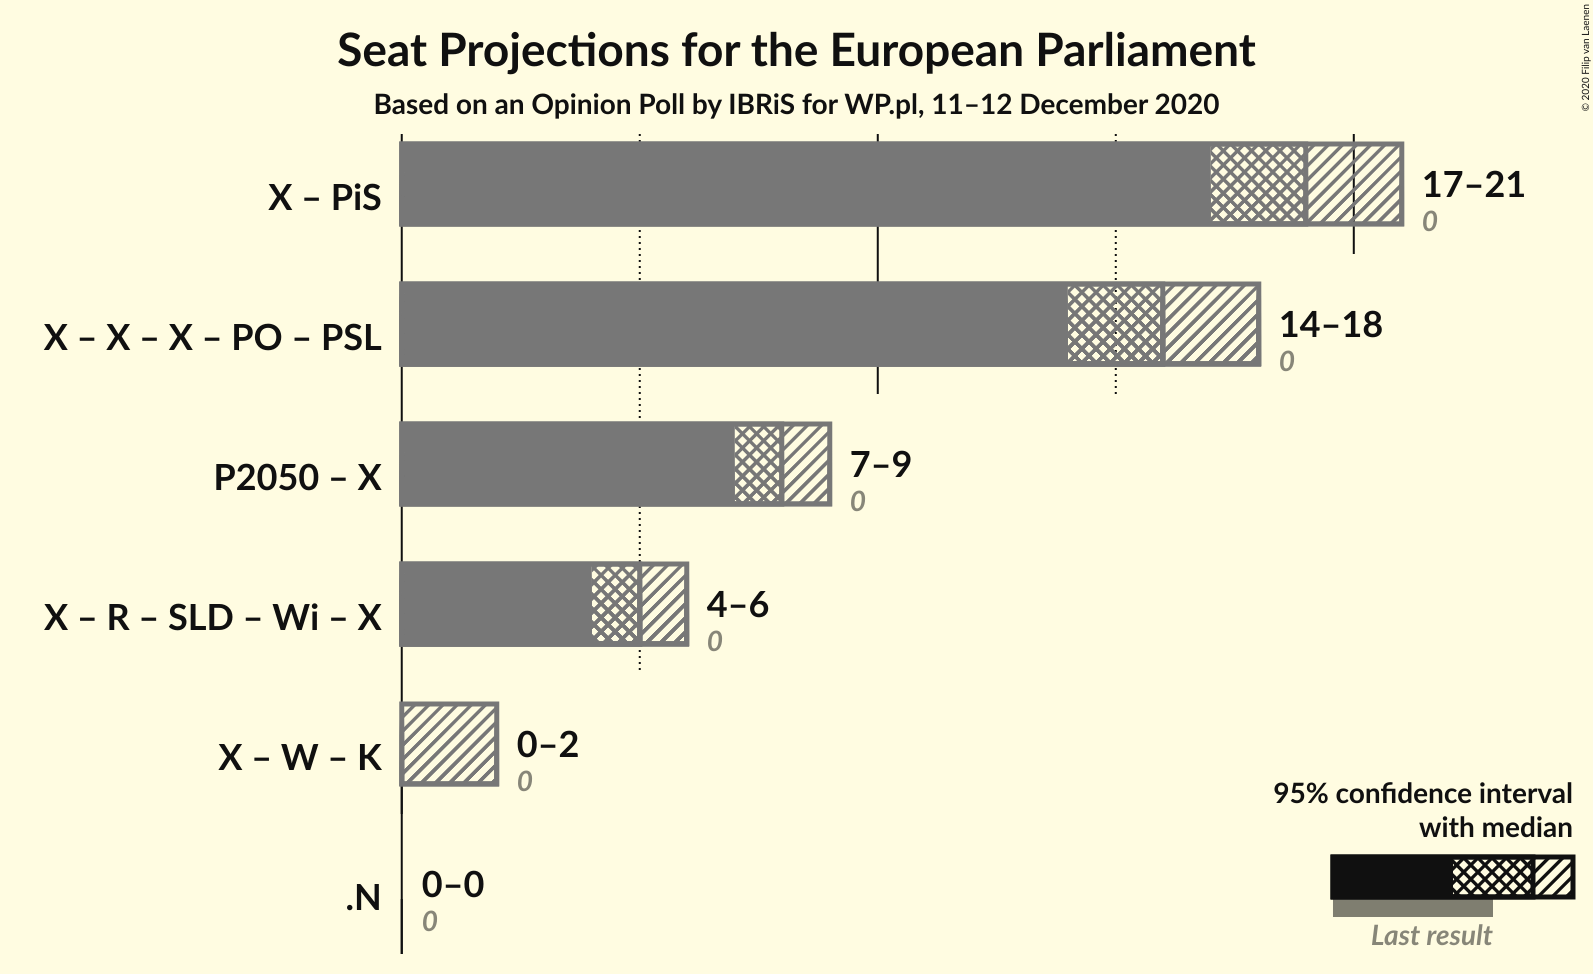 Seat Projections for the European Parliament
Based on an Opinion Poll by IBRiS for WP.pl, 11–12 December 2020
© 2020 Filip van Laenen
X – PiS
17–21
0
X – X – X – PO – PSL
14–18
0
P2050 – X
7–9
0
X – R – SLD – Wi – X
4–6
0
X – W – K
0–2
0
.N
0–0
0
95% confidence interval
with median
Last result